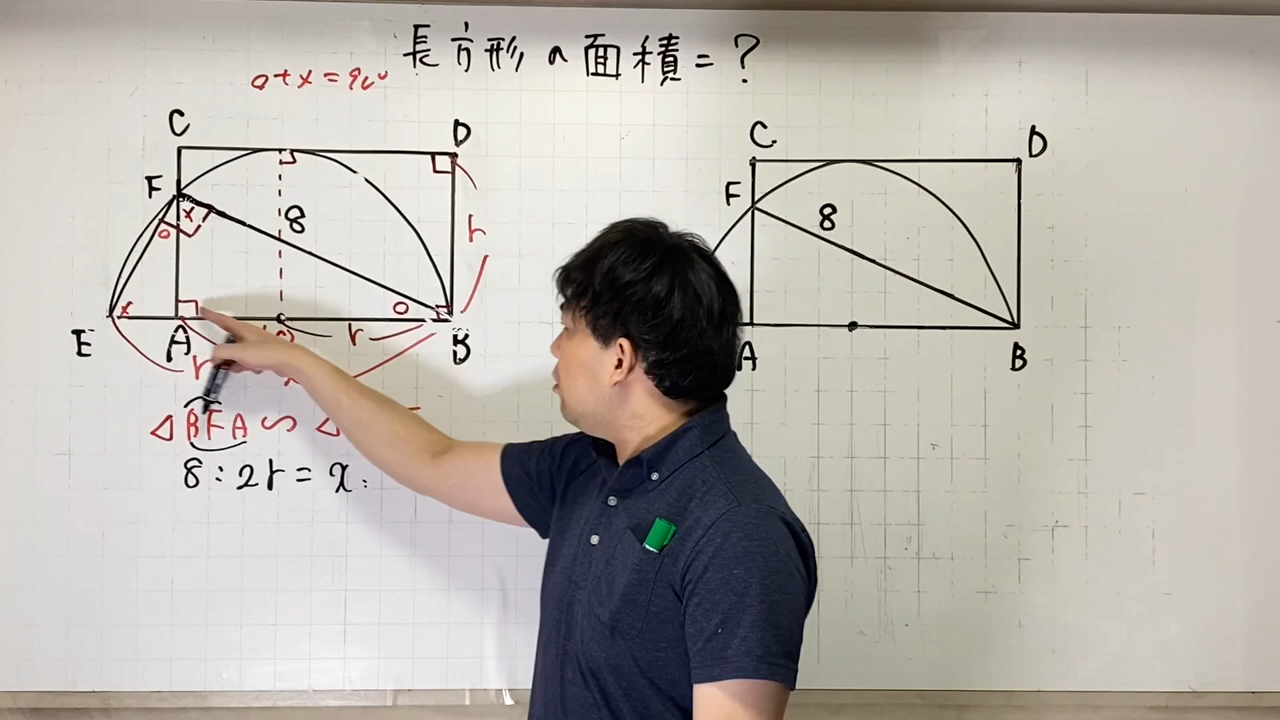 長方形の面積=?
o+x=90°
C
D
F
x
8
r
o
x
o
E
A
r
B
r
x
△BFA∽△
8:2r=x:
C
D
F
8
A
B